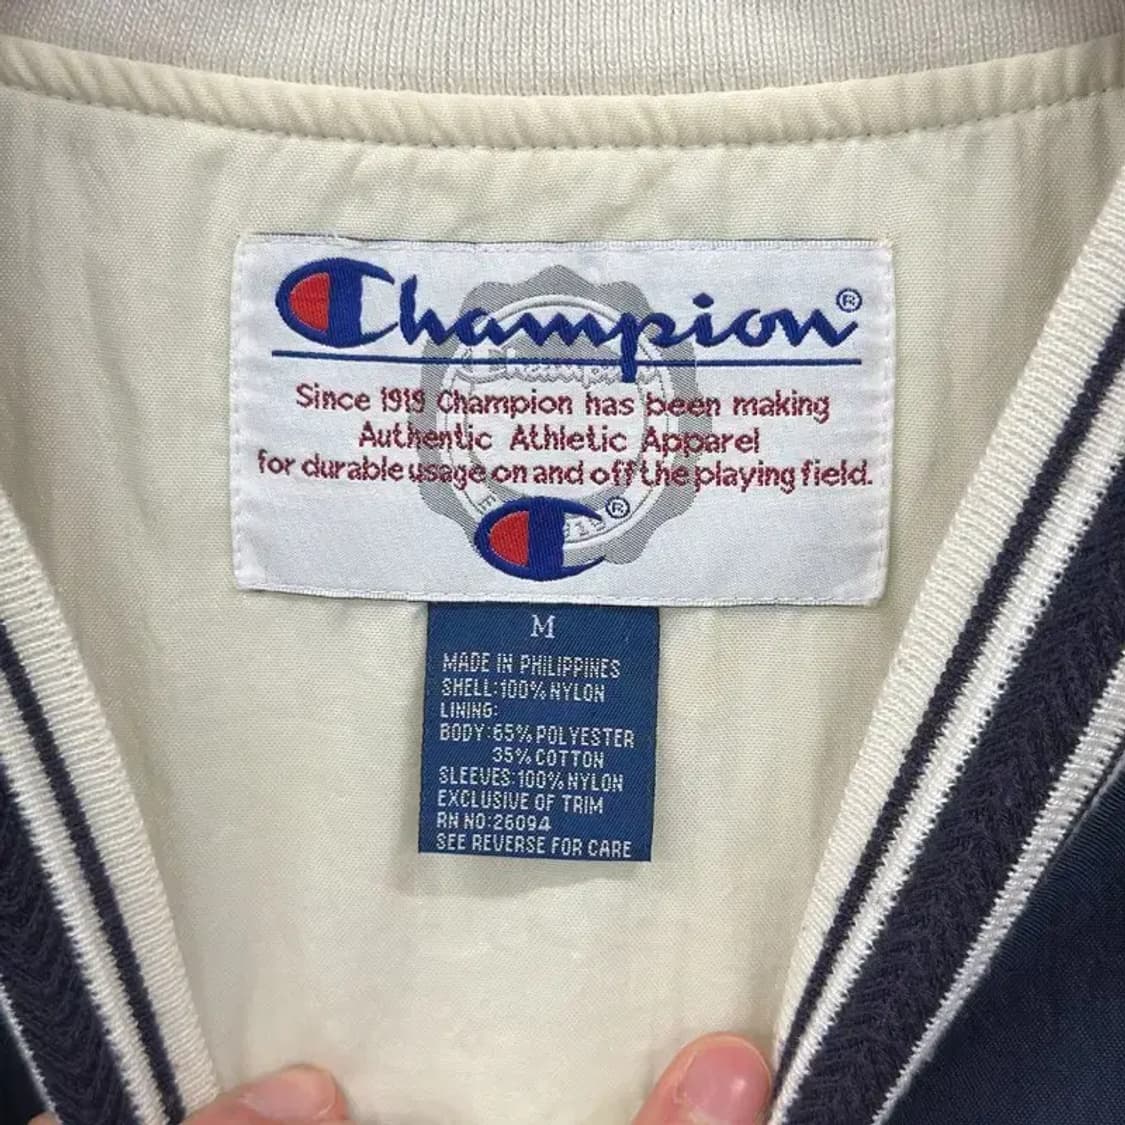 Champion®
Since 1919 Champion has been making
Authentic Athletic Apparel
for durable usage on and off the playing field.
®
M
MADE IN PHILIPPINES
SHELL:100% NYLON
LINING:
BODY:65% POLYESTER
35% COTTON
SLEEVES:100% NYLON
EXCLUSIVE OF TRIM
RN NO:26094
SEE REVERSE FOR CARE